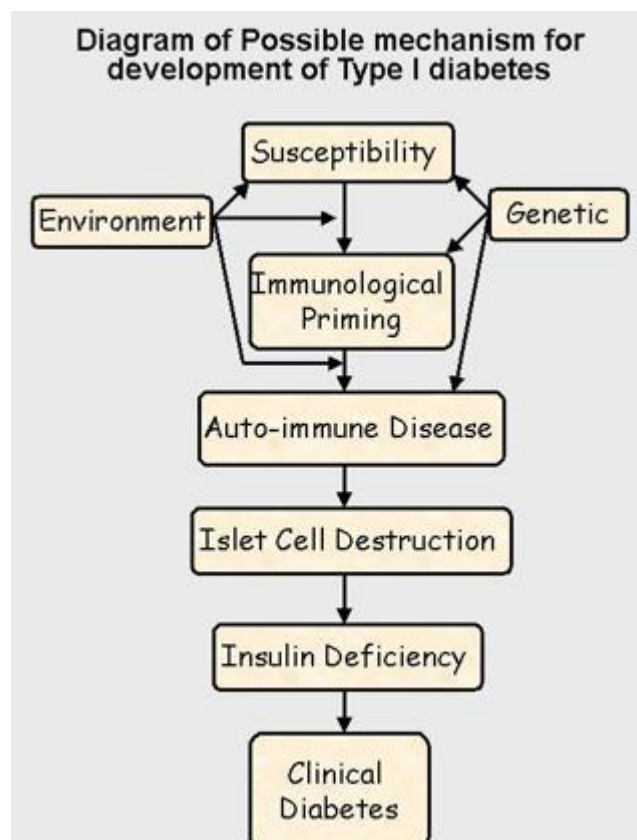 Diagram of Possible mechanism for
development of Type I diabetes
Susceptibility
Environment
Genetic
Immunological
Priming
Auto-immune Disease
Islet Cell Destruction
Insulin Deficiency
Clinical
Diabetes